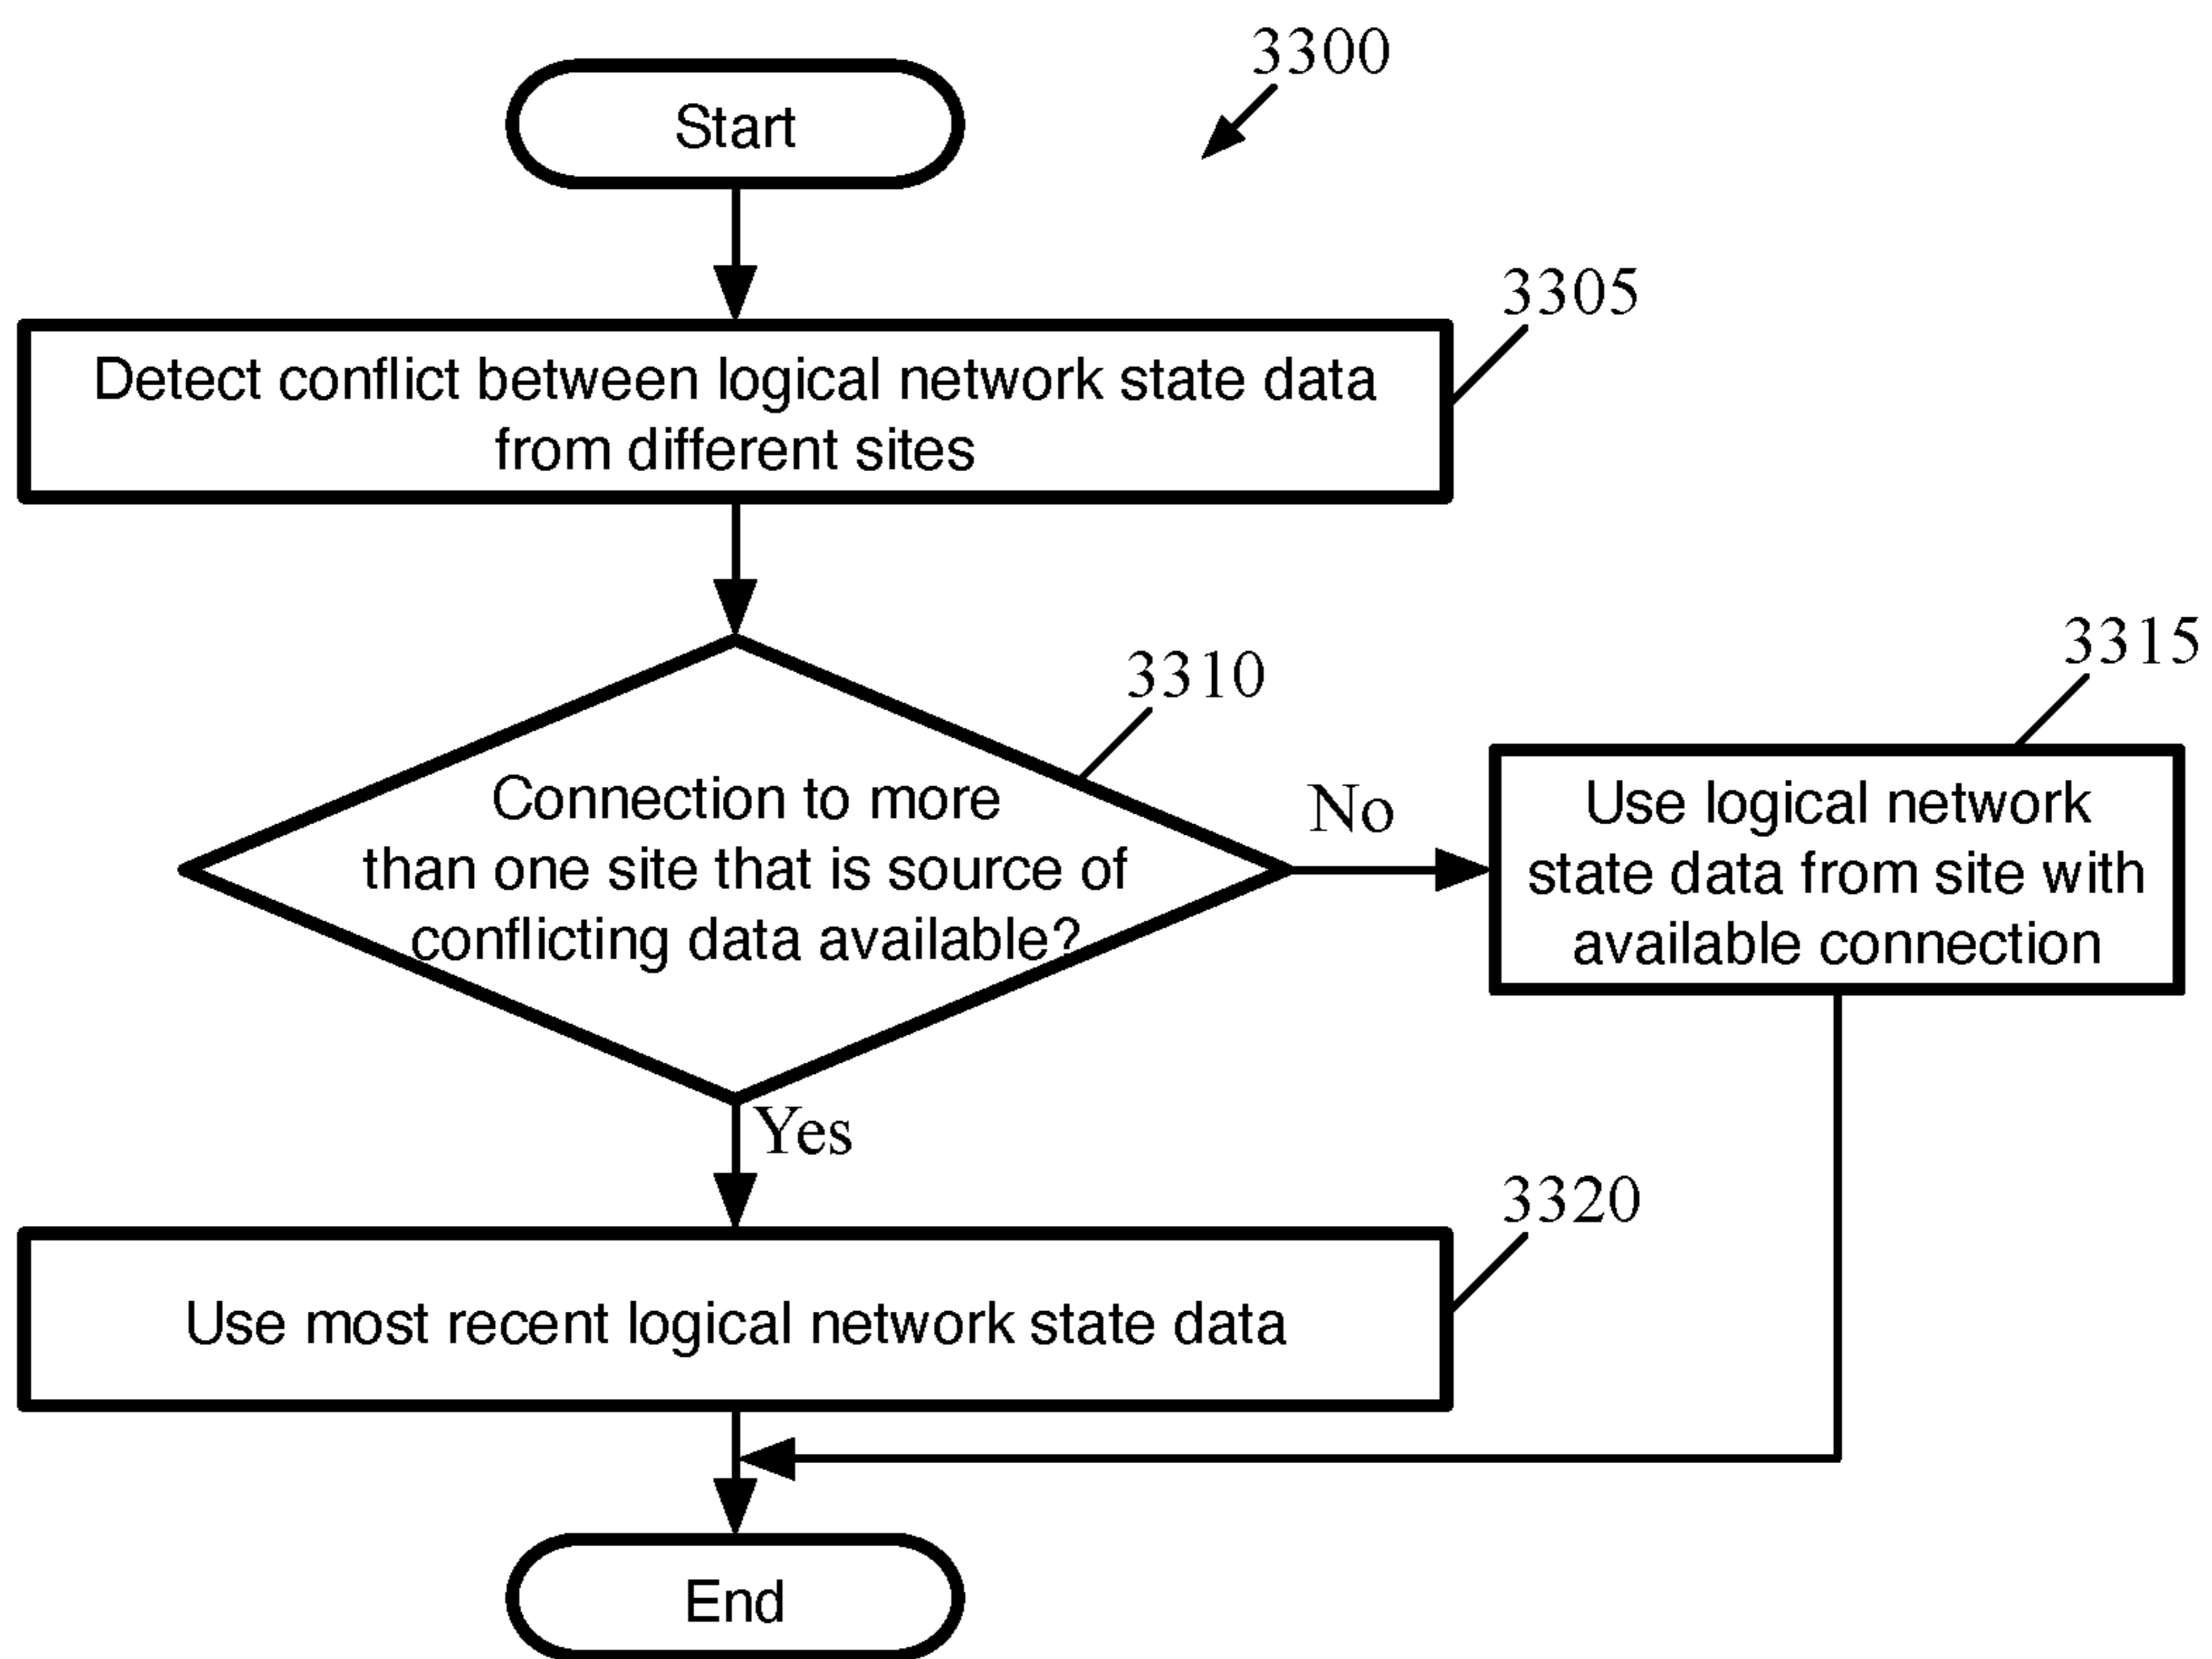 3300
Start
3305
Detect conflict between logical network state data
from different sites
3310
Connection to more
than one site that is source of
conflicting data available?
No
3315
Use logical network
state data from site with
available connection
Yes
3320
Use most recent logical network state data
End